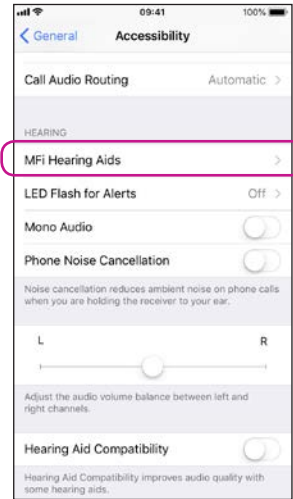 09:41 100%
General Accessibility
Call Audio Routing Automatic
HEARING
MFi Hearing Aids
LED Flash for Alerts Off
Mono Audio
Phone Noise Cancellation
Noise cancellation reduces ambient noise on phone calls
when you are holding the receiver to your ear.
L R
Adjust the audio volume balance between left and
right channels.
Hearing Aid Compatibility
Hearing Aid Compatibility improves audio quality with
some hearing aids.